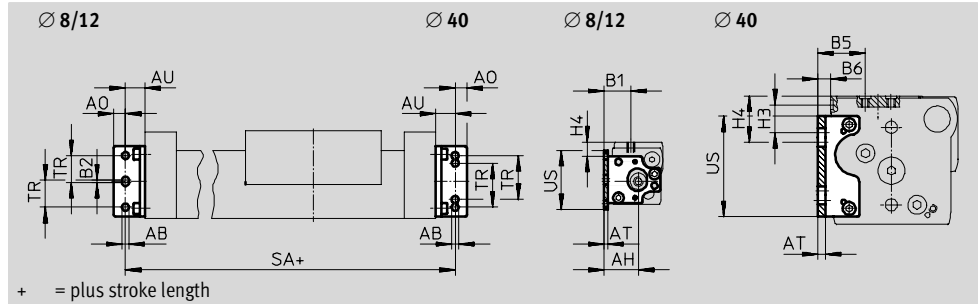 Ø 8/12
Ø 40
Ø 8/12
Ø 40
AU
AO
AO
AU
B1
B5
B6
H4
H3
H4
TR
B2
TR
TR
TR
US
US
AB
AB
AT
AH
AT
SA+
+ = plus stroke length